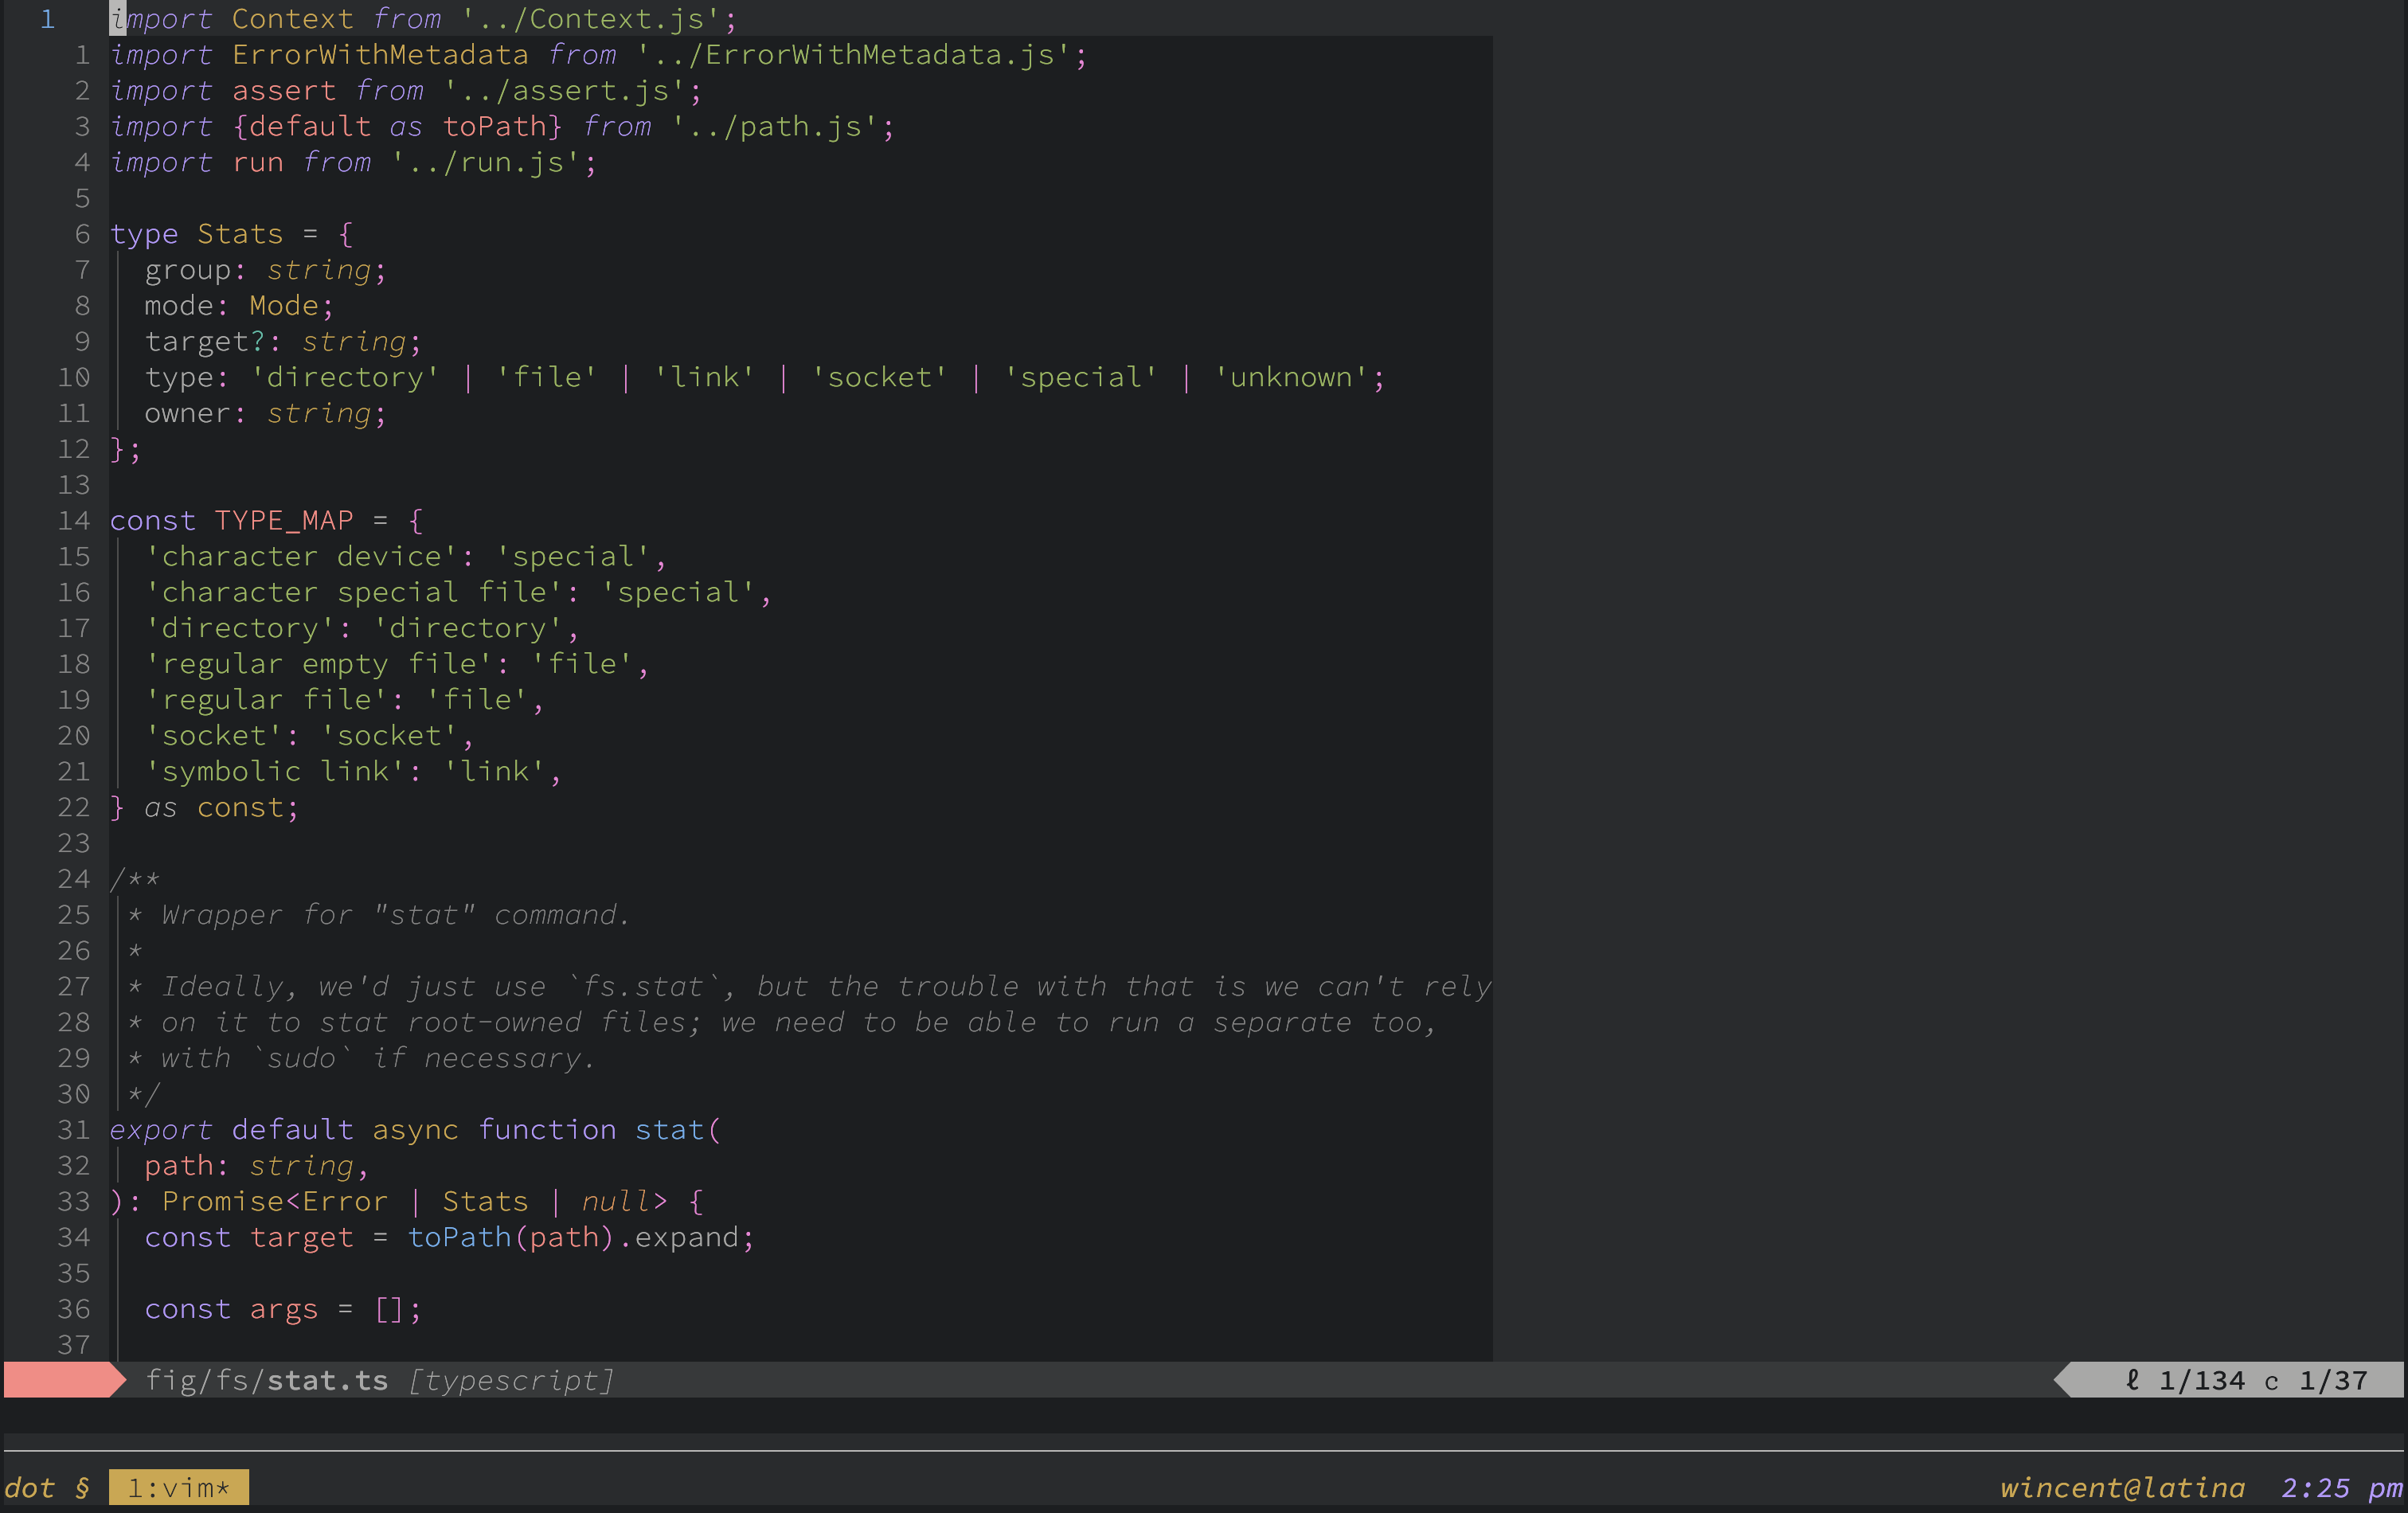 1 import Context from '../Context.js';
1 import ErrorWithMetadata from '../ErrorWithMetadata.js';
2 import assert from '../assert.js';
3 import {default as toPath} from '../path.js';
4 import run from '../run.js';
5
6 type Stats = {
7   group: string;
8   mode: Mode;
9   target?: string;
10   type: 'directory' | 'file' | 'link' | 'socket' | 'special' | 'unknown';
11   owner: string;
12 };
13
14 const TYPE_MAP = {
15   'character device': 'special',
16   'character special file': 'special',
17   'directory': 'directory',
18   'regular empty file': 'file',
19   'regular file': 'file',
20   'socket': 'socket',
21   'symbolic link': 'link',
22 } as const;
23
24 /**
25  * Wrapper for "stat" command.
26  *
27  * Ideally, we'd just use `fs.stat`, but the trouble with that is we can't rely
28  * on it to stat root-owned files; we need to be able to run a separate too,
29  * with `sudo` if necessary.
30  */
31 export default async function stat(
32   path: string,
33 ): Promise<Error | Stats | null> {
34   const target = toPath(path).expand;
35
36   const args = [];
37
fig/fs/stat.ts [typescript] ℓ 1/134 c 1/37
dot § 1:vim* wincent@latina 2:25 pm